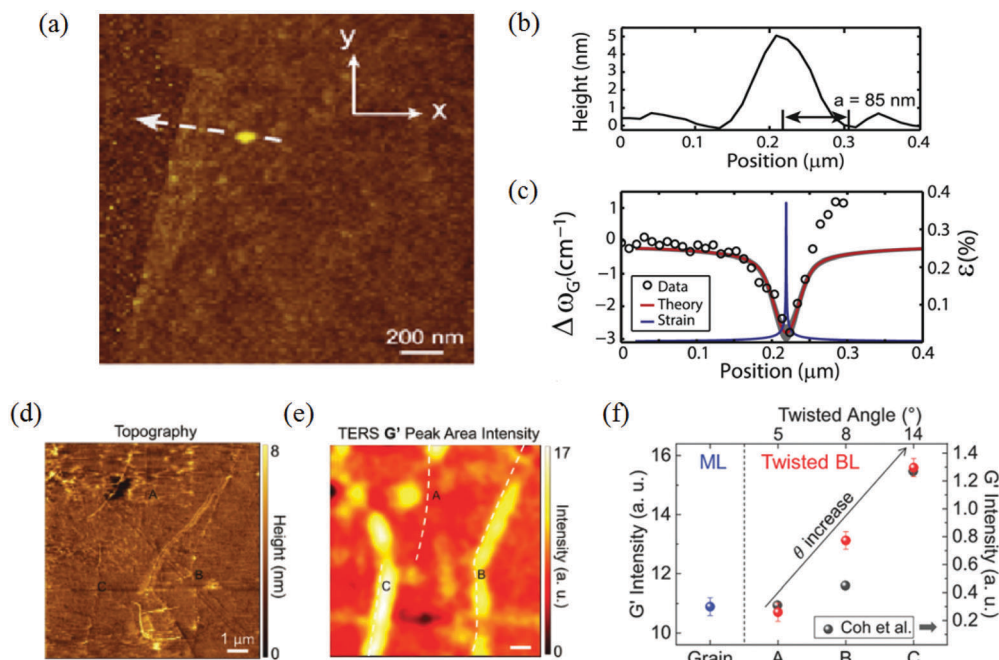 (a)
y
x
200 nm
(b)
Height (nm)
5
4
3
2
1
0
a = 85 nm
0 0.1 0.2 0.3 0.4
Position (μm)
(c)
Δ ωG′(cm⁻¹)
1
0
−1
−2
−3
Data
Theory
Strain
0.4
0.3
0.2
0.1
ε(%)
0 0.1 0.2 0.3 0.4
Position (μm)
(d)
Topography
A
B
C
1 μm
8
Height (nm)
0
(e)
TERS G' Peak Area Intensity
A
B
C
17
Intensity (a. u.)
0
(f)
Twisted Angle (°)
5 8 14
G' Intensity (a. u.)
16
14
12
10
ML
Twisted BL
θ increase
Coh et al.
1.4
1.2
1.0
0.8
0.6
0.4
0.2
G' Intensity (a. u.)
Grain A B C